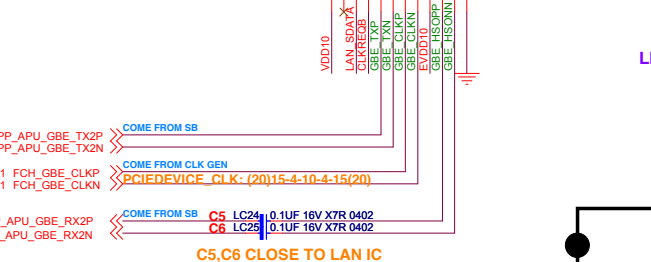 VDD10
LAN_SDATA
CLKREQB
GBE_TXP
GBE_TXN
GBE_CLKP
GBE_CLKN
EVDD10
GBE_HSOPP
GBE_HSONN
COME FROM SB
PP_APU_GBE_TX2P
PP_APU_GBE_TX2N
COME FROM CLK GEN
1 FCH_GBE_CLKP
PCIEDEVICE_CLK: (20)15-4-10-4-15(20)
1 FCH_GBE_CLKN
COME FROM SB
_APU_GBE_RX2P C5 LC24 0.1UF 16V X7R 0402
_APU_GBE_RX2N C6 LC25 0.1UF 16V X7R 0402
C5,C6 CLOSE TO LAN IC